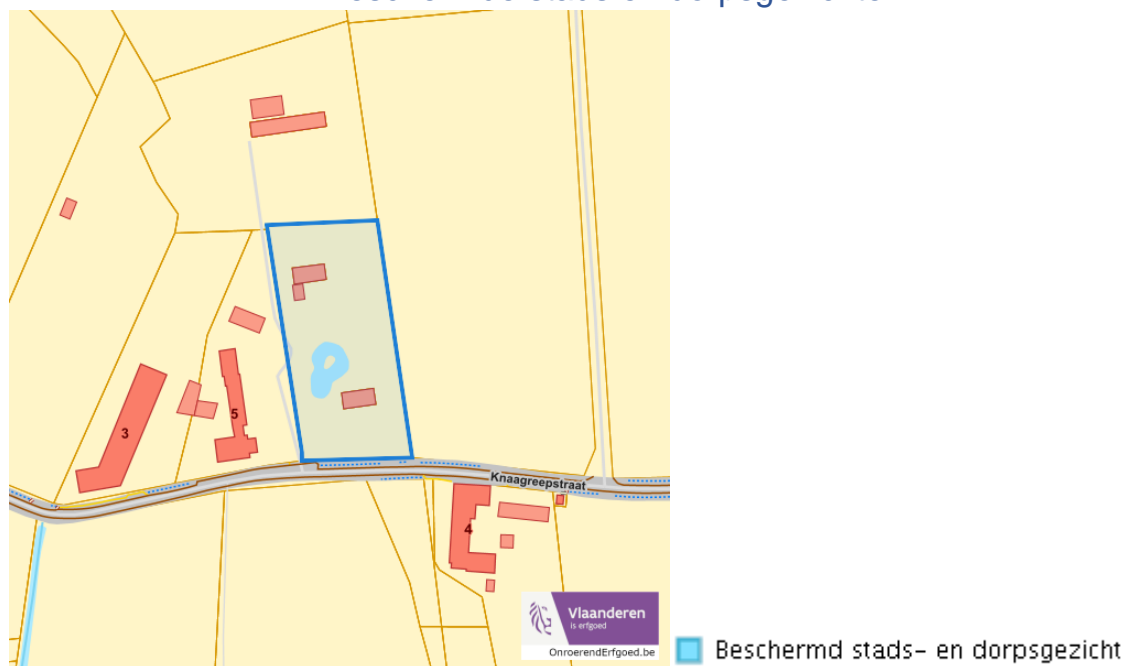 3
5
Knaagreepstraat
4
Vlaanderen
is erfgoed
OnroerendErfgoed.be
Beschermd stads- en dorpsgezicht